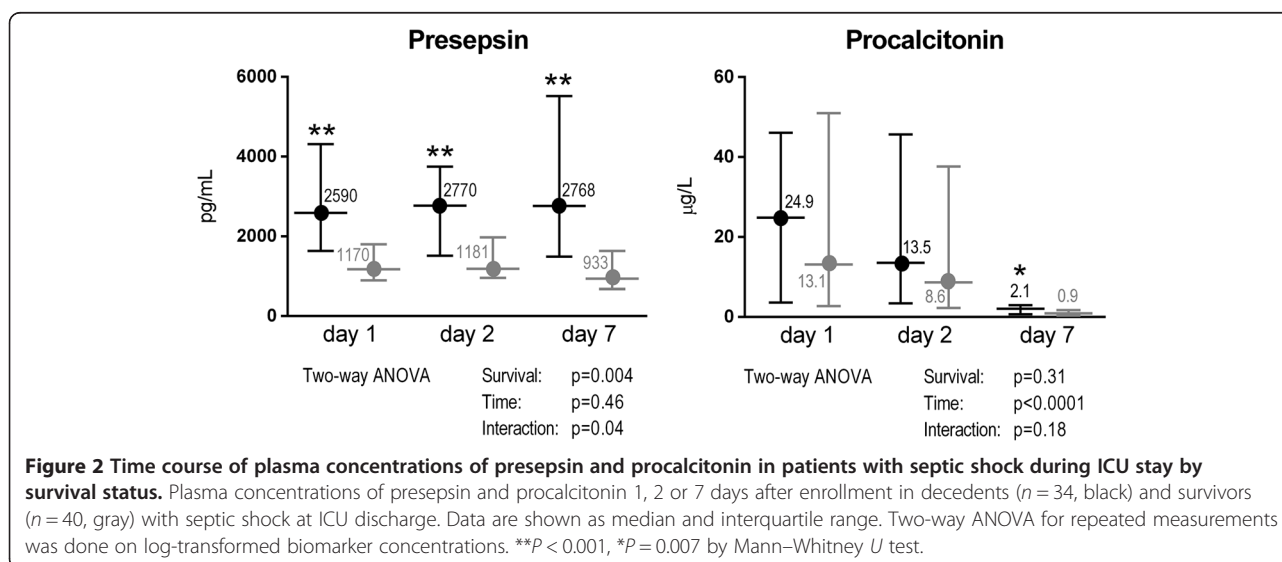 Presepsin
Procalcitonin
6000
4000
2000
0
pg/mL
**
**
**
2590
1170
2770
1181
2768
933
day 1
day 2
day 7
60
40
20
0
µg/L
24.9
13.1
13.5
8.6
*
2.1
0.9
day 1
day 2
day 7
Two-way ANOVA
Survival: p=0.004
Time: p=0.46
Interaction: p=0.04
Two-way ANOVA
Survival: p=0.31
Time: p<0.0001
Interaction: p=0.18
Figure 2 Time course of plasma concentrations of presepsin and procalcitonin in patients with septic shock during ICU stay by
survival status. Plasma concentrations of presepsin and procalcitonin 1, 2 or 7 days after enrollment in decedents (n = 34, black) and survivors
(n = 40, gray) with septic shock at ICU discharge. Data are shown as median and interquartile range. Two-way ANOVA for repeated measurements
was done on log-transformed biomarker concentrations. **P < 0.001, *P = 0.007 by Mann–Whitney U test.